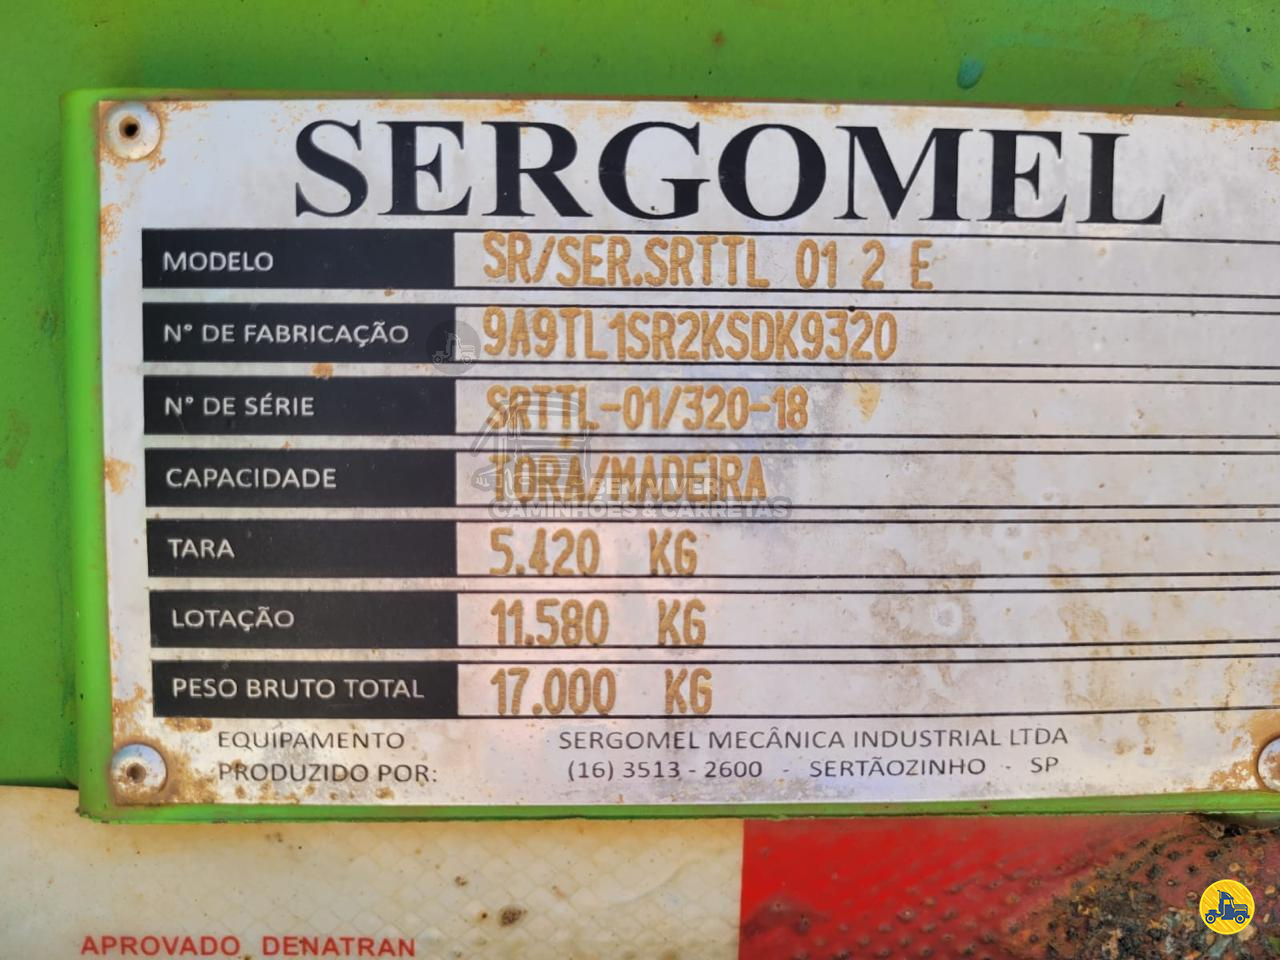 SERGOMEL
MODELO SR/SER.SRTTL 01 2 E
N° DE FABRICAÇÃO 9A9TL1SR2KSDK9320
N° DE SÉRIE SRTTL-01/320-18
CAPACIDADE TORA/MADEIRA
BEM VIVER
CAMINHÕES & CARRETAS
TARA 5.420 KG
LOTAÇÃO 11.580 KG
PESO BRUTO TOTAL 17.000 KG
EQUIPAMENTO SERGOMEL MECÂNICA INDUSTRIAL LTDA
PRODUZIDO POR: (16) 3513 - 2600 - SERTÃOZINHO - SP
APROVADO DENATRAN